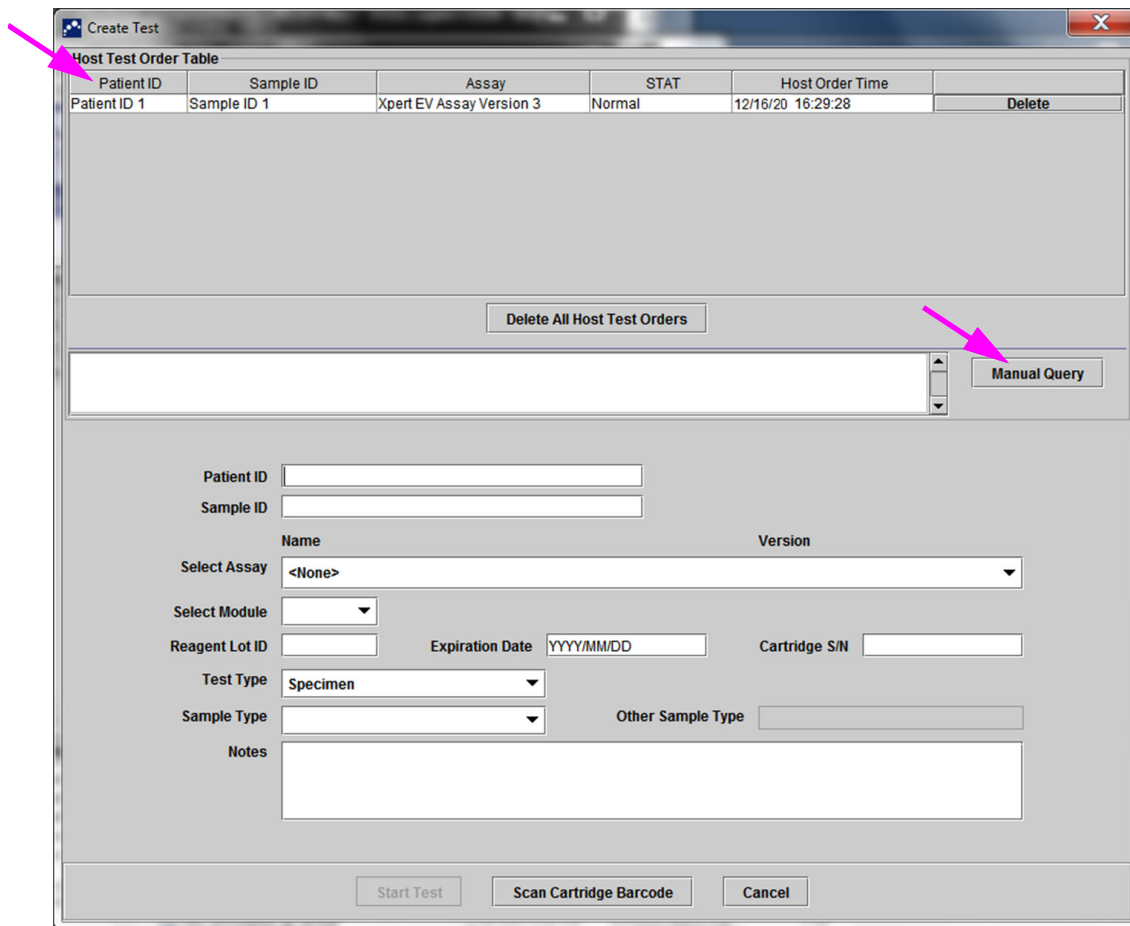 Create Test
Host Test Order Table
Patient ID Sample ID Assay STAT Host Order Time
Patient ID 1 Sample ID 1 Xpert EV Assay Version 3 Normal 12/16/20 16:29:28 Delete
Delete All Host Test Orders
Manual Query
Patient ID
Sample ID
Name Version
Select Assay <None>
Select Module
Reagent Lot ID Expiration Date YYYY/MM/DD Cartridge S/N
Test Type Specimen
Sample Type Other Sample Type
Notes
Start Test Scan Cartridge Barcode Cancel